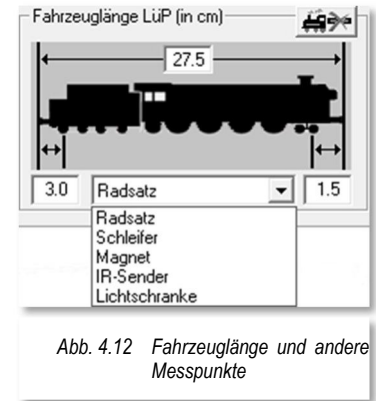 Fahrzeuglänge LüP (in cm)
27.5
3.0 Radsatz 1.5
Radsatz
Schleifer
Magnet
IR-Sender
Lichtschranke
Abb. 4.12 Fahrzeuglänge und andere
Messpunkte